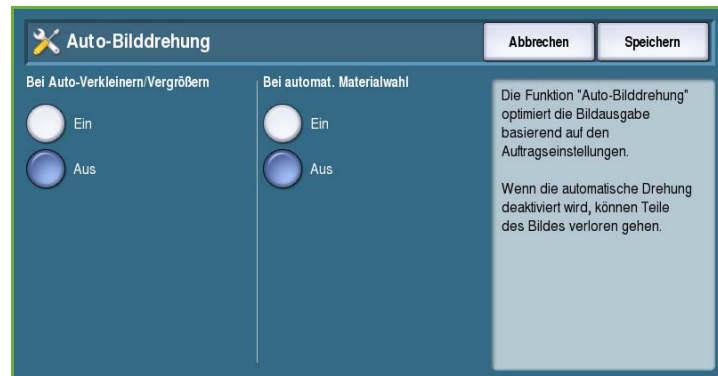 Auto-Bilddrehung
Abbrechen
Speichern
Bei Auto-Verkleinern/Vergrößern
Ein
Aus
Bei automat. Materialwahl
Ein
Aus
Die Funktion "Auto-Bilddrehung"
optimiert die Bildausgabe
basierend auf den
Auftragseinstellungen.
Wenn die automatische Drehung
deaktiviert wird, können Teile
des Bildes verloren gehen.